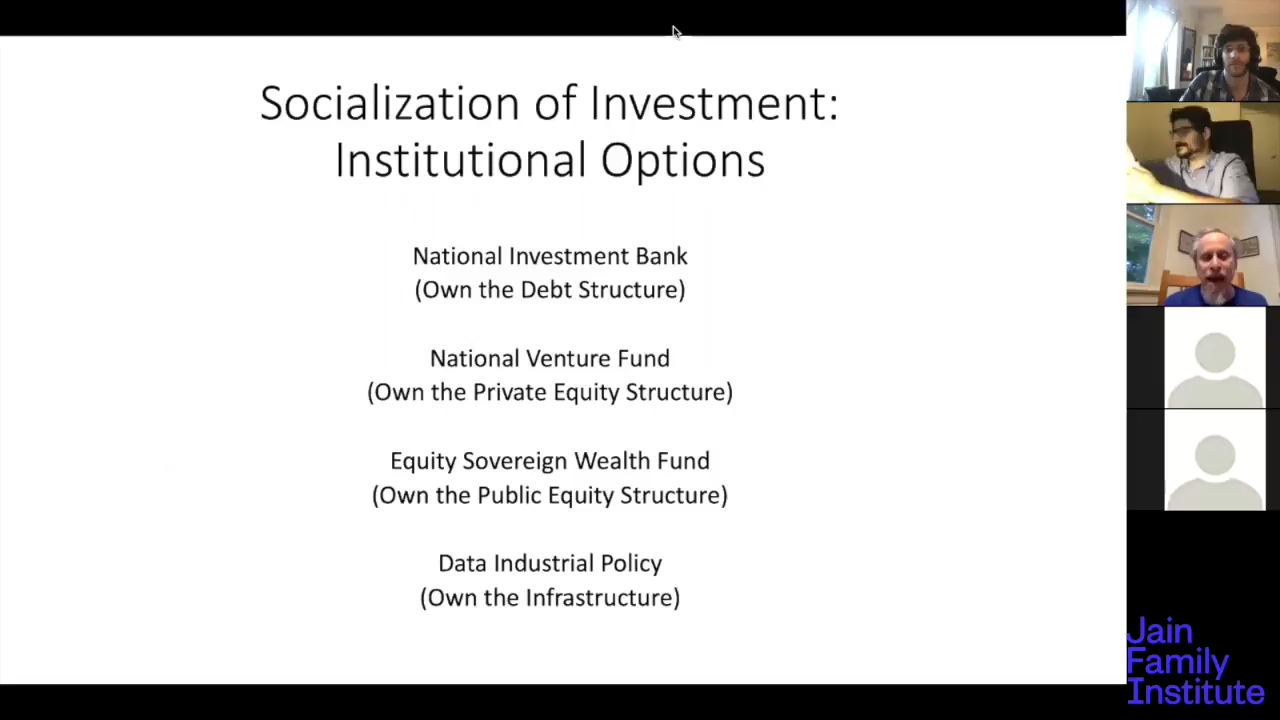 Socialization of Investment:
Institutional Options
National Investment Bank
(Own the Debt Structure)
National Venture Fund
(Own the Private Equity Structure)
Equity Sovereign Wealth Fund
(Own the Public Equity Structure)
Data Industrial Policy
(Own the Infrastructure)
Jain
Family
Institute